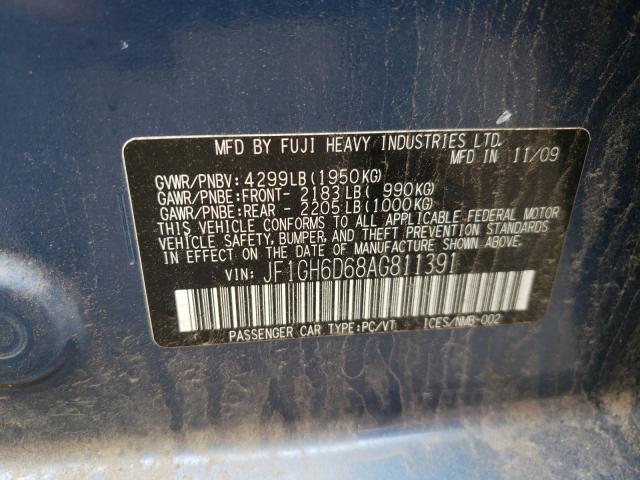 MFD BY FUJI HEAVY INDUSTRIES LTD.
MFD IN 11/09
GVWR/PNBV: 4299LB(1950KG)
GAWR/PNBE:FRONT- 2183LB( 990KG)
GAWR/PNBE:REAR - 2205LB(1000KG)
THIS VEHICLE CONFORMS TO ALL APPLICABLE FEDERAL MOTOR
VEHICLE SAFETY, BUMPER, AND THEFT PREVENTION STANDARDS
IN EFFECT ON THE DATE OF MANUFACTURE SHOWN ABOVE.
VIN: JF1GH6D68AG811391
PASSENGER CAR TYPE:PC/VT ICES/NMB-002